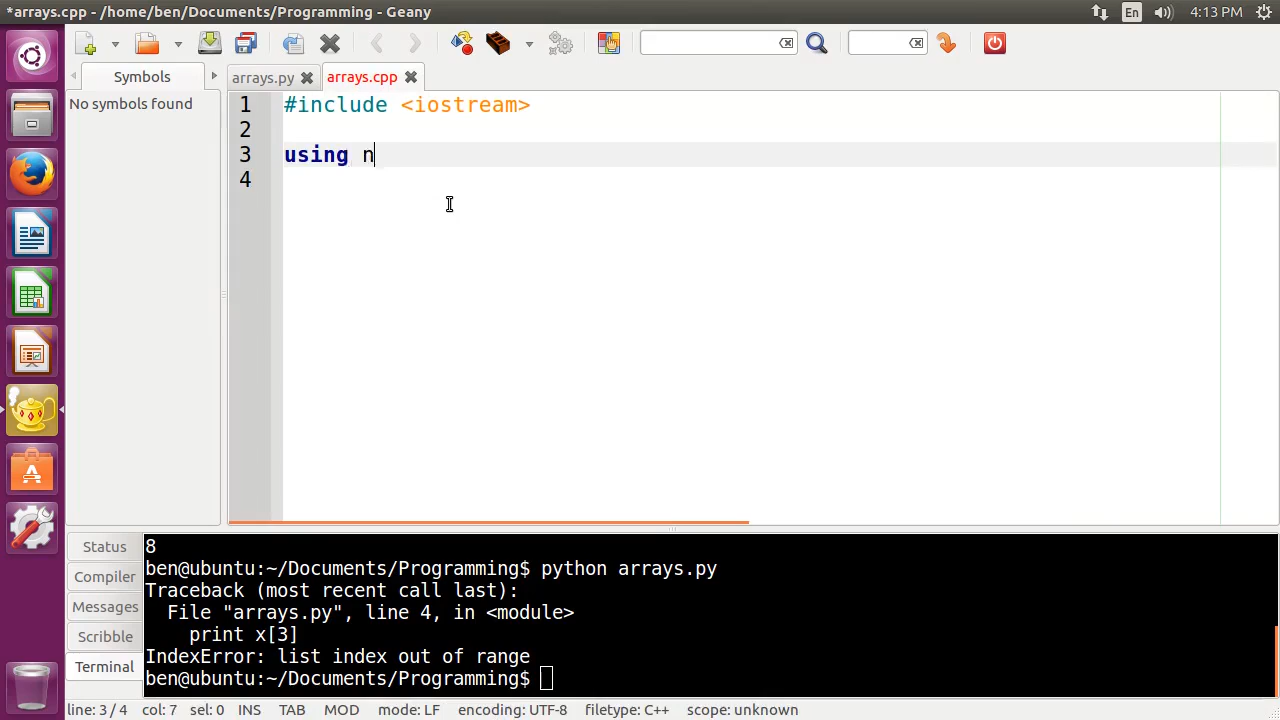 *arrays.cpp - /home/ben/Documents/Programming - Geany
En
4:13 PM
Symbols
arrays.py
arrays.cpp
No symbols found
1 #include <iostream>
2
3 using n
4
Status
Compiler
Messages
Scribble
Terminal
8
ben@ubuntu:~/Documents/Programming$ python arrays.py
Traceback (most recent call last):
File "arrays.py", line 4, in <module>
print x[3]
IndexError: list index out of range
ben@ubuntu:~/Documents/Programming$
line: 3 / 4 col: 7 sel: 0 INS TAB MOD mode: LF encoding: UTF-8 filetype: C++ scope: unknown